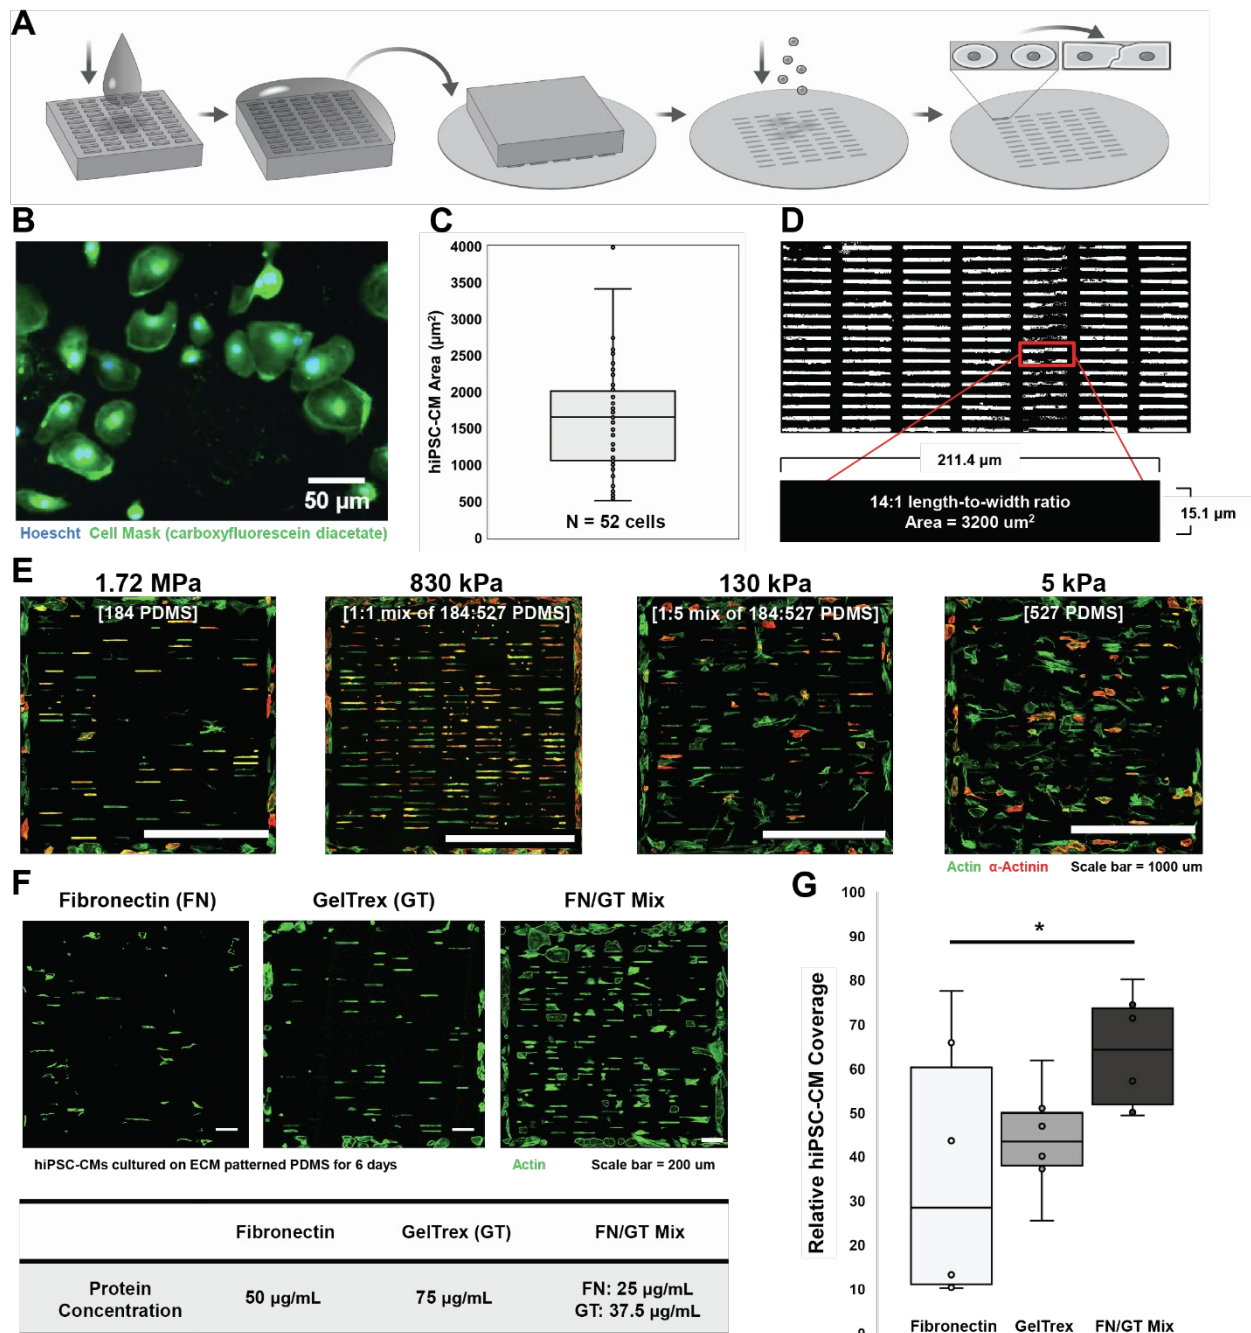 A
B
50 µm
Hoescht Cell Mask (carboxyfluorescein diacetate)
C
hiPSC-CM Area (µm²)
4000
3500
3000
2500
2000
1500
1000
500
0
N = 52 cells
D
211.4 µm
14:1 length-to-width ratio
Area = 3200 um²
15.1 µm
E
1.72 MPa
[184 PDMS]
830 kPa
[1:1 mix of 184:527 PDMS]
130 kPa
[1:5 mix of 184:527 PDMS]
5 kPa
[527 PDMS]
Actin α-Actinin Scale bar = 1000 um
F
Fibronectin (FN)
GelTrex (GT)
FN/GT Mix
hiPSC-CMs cultured on ECM patterned PDMS for 6 days
Actin
Scale bar = 200 um
Fibronectin GelTrex (GT) FN/GT Mix
Protein
Concentration
50 µg/mL
75 µg/mL
FN: 25 µg/mL
GT: 37.5 µg/mL
G
Relative hiPSC-CM Coverage
100
90
80
70
60
50
40
30
20
10
0
*
Fibronectin GelTrex FN/GT Mix